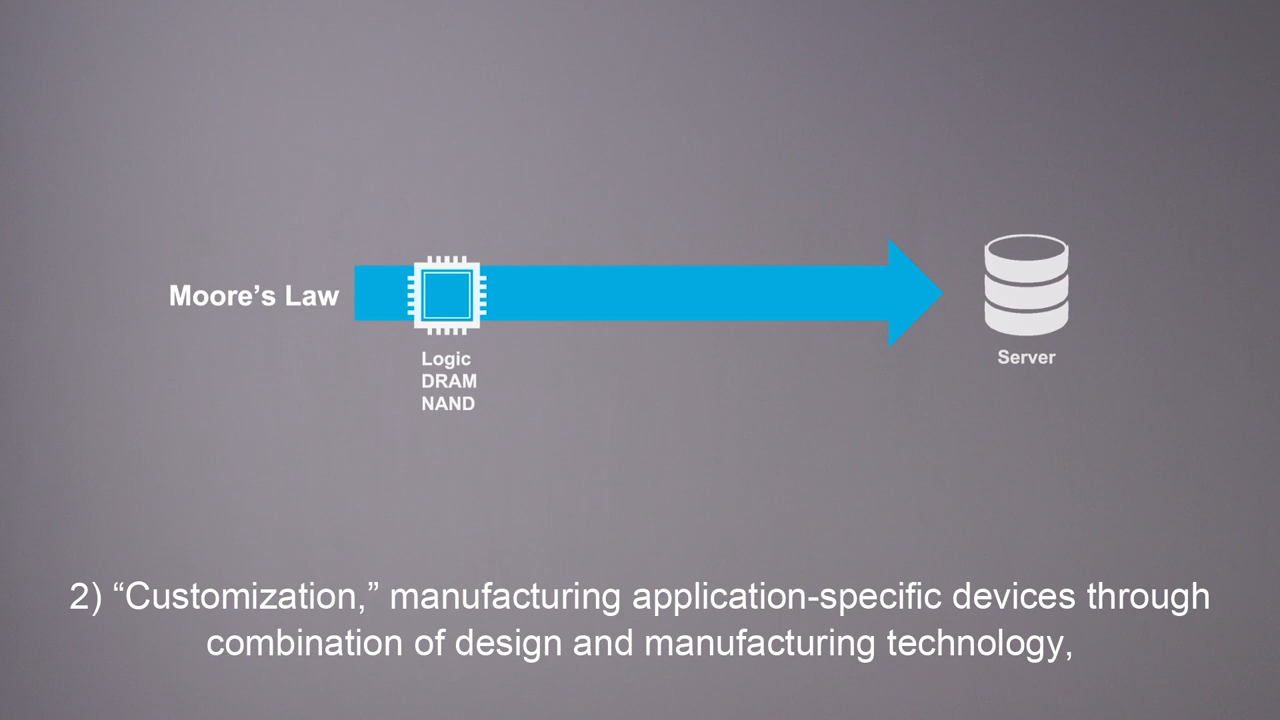 Moore’s Law
Logic
DRAM
NAND
Server
2) “Customization,” manufacturing application-specific devices through
combination of design and manufacturing technology,